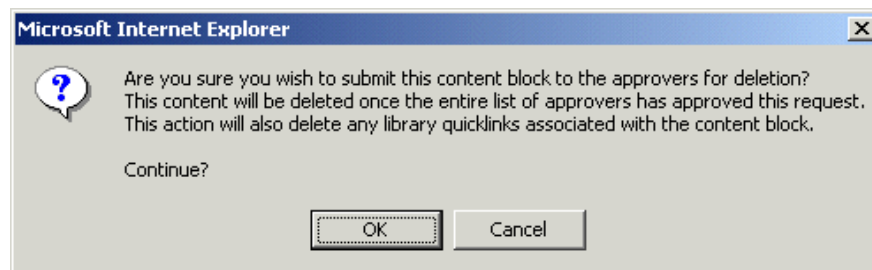 Microsoft Internet Explorer
Are you sure you wish to submit this content block to the approvers for deletion?
This content will be deleted once the entire list of approvers has approved this request.
This action will also delete any library quicklinks associated with the content block.
Continue?
OK
Cancel